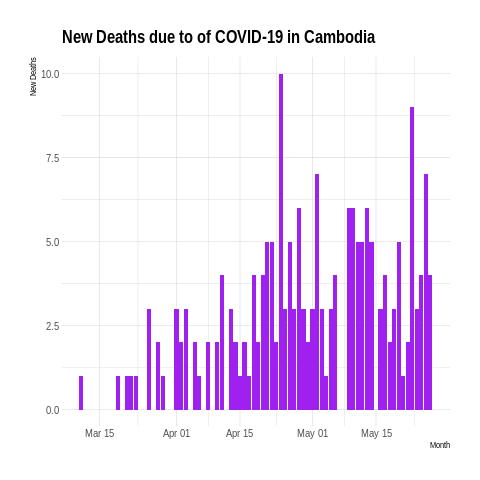 New Deaths due to of COVID-19 in Cambodia
New Deaths
10.0
7.5
5.0
2.5
0.0
Mar 15
Apr 01
Apr 15
May 01
May 15
Month